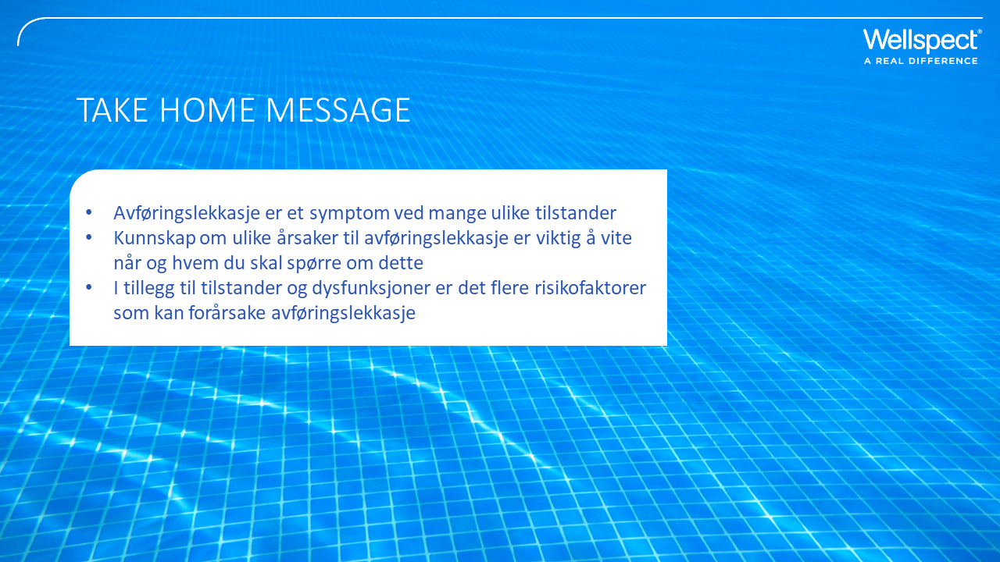 Wellspect®
A REAL DIFFERENCE
TAKE HOME MESSAGE
• Avføringslekkasje er et symptom ved mange ulike tilstander
• Kunnskap om ulike årsaker til avføringslekkasje er viktig å vite
når og hvem du skal spørre om dette
• I tillegg til tilstander og dysfunksjoner er det flere risikofaktorer
som kan forårsake avføringslekkasje